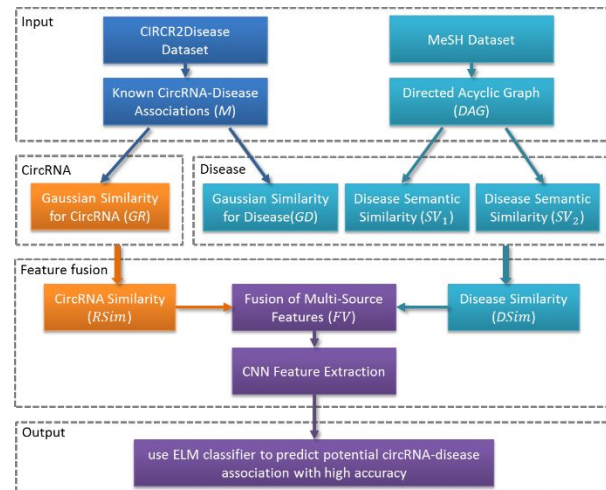 Input
CIRCR2Disease
Dataset
MeSH Dataset
Known CircRNA-Disease
Associations (M)
Directed Acyclic Graph
(DAG)
CircRNA
Disease
Gaussian Similarity
for CircRNA (GR)
Gaussian Similarity
for Disease(GD)
Disease Semantic
Similarity (SV₁)
Disease Semantic
Similarity (SV₂)
Feature fusion
CircRNA Similarity
(RSim)
Fusion of Multi-Source
Features (FV)
Disease Similarity
(DSim)
CNN Feature Extraction
Output
use ELM classifier to predict potential circRNA-disease
association with high accuracy